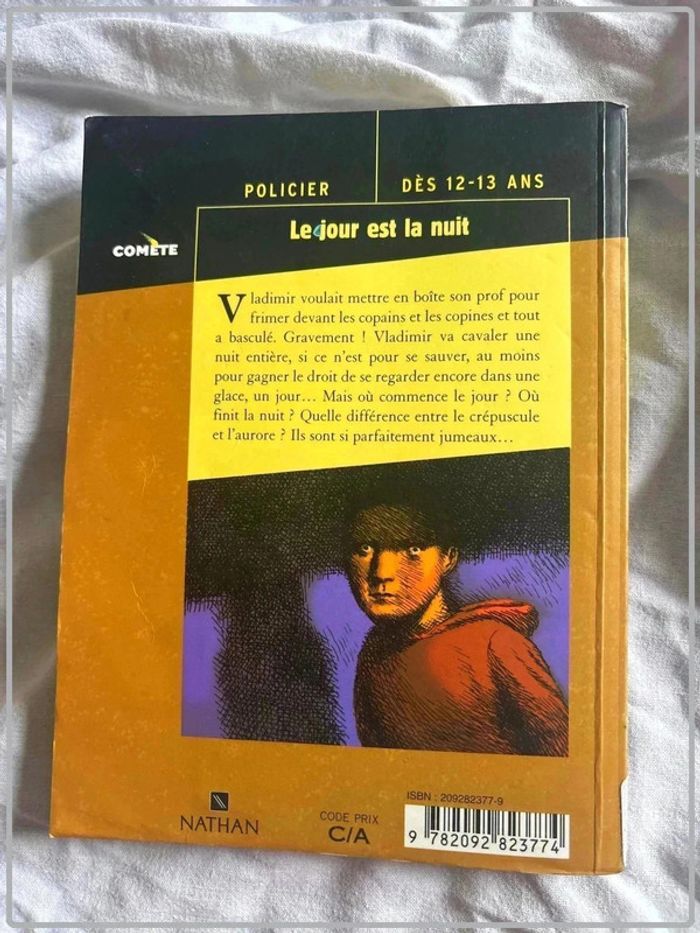 POLICIER
DÈS 12-13 ANS
COMÈTE
Le jour est la nuit
Vladimir voulait mettre en boîte son prof pour
frimer devant les copains et les copines et tout
a basculé. Gravement ! Vladimir va cavaler une
nuit entière, si ce n'est pour se sauver, au moins
pour gagner le droit de se regarder encore dans une
glace, un jour… Mais où commence le jour ? Où
finit la nuit ? Quelle différence entre le crépuscule
et l'aurore ? Ils sont si parfaitement jumeaux…
NATHAN
CODE PRIX
C/A
ISBN : 209282377-9
9 782092 823774